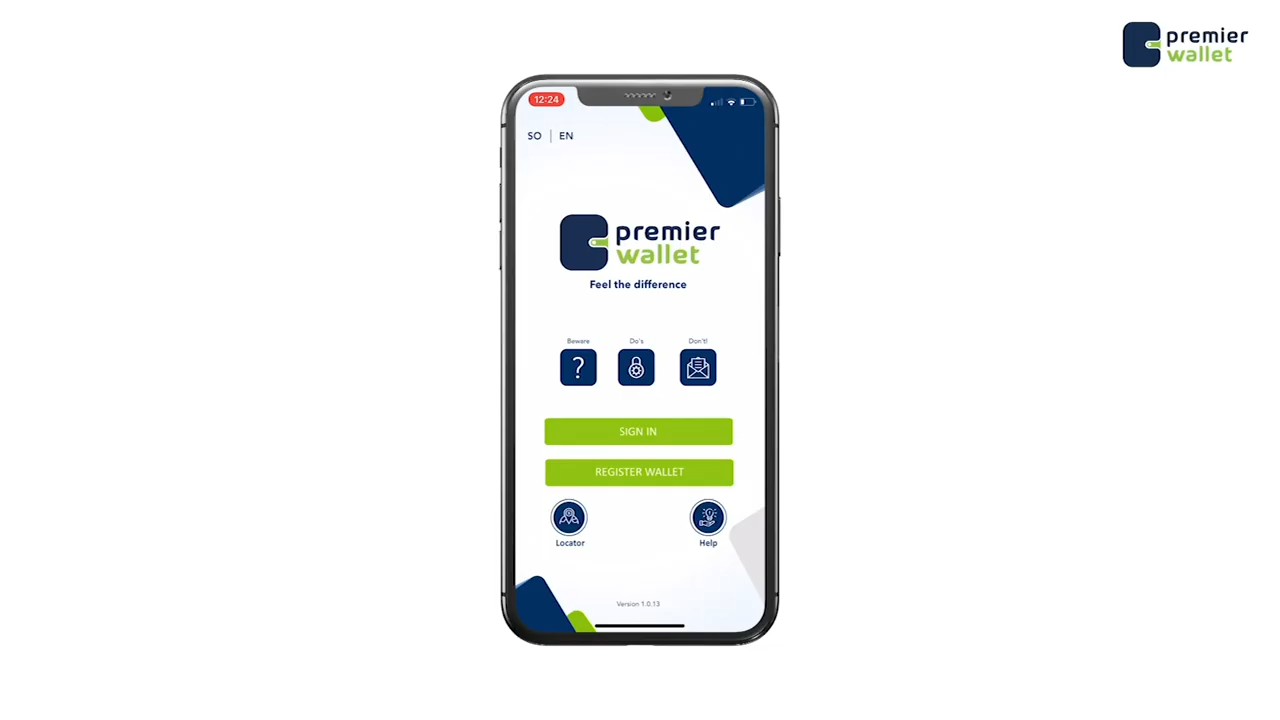 premier
wallet
12:24
SO | EN
premier
wallet
Feel the difference
Beware
Do's
Don't!
SIGN IN
REGISTER WALLET
Locator
Help
Version 1.0.13